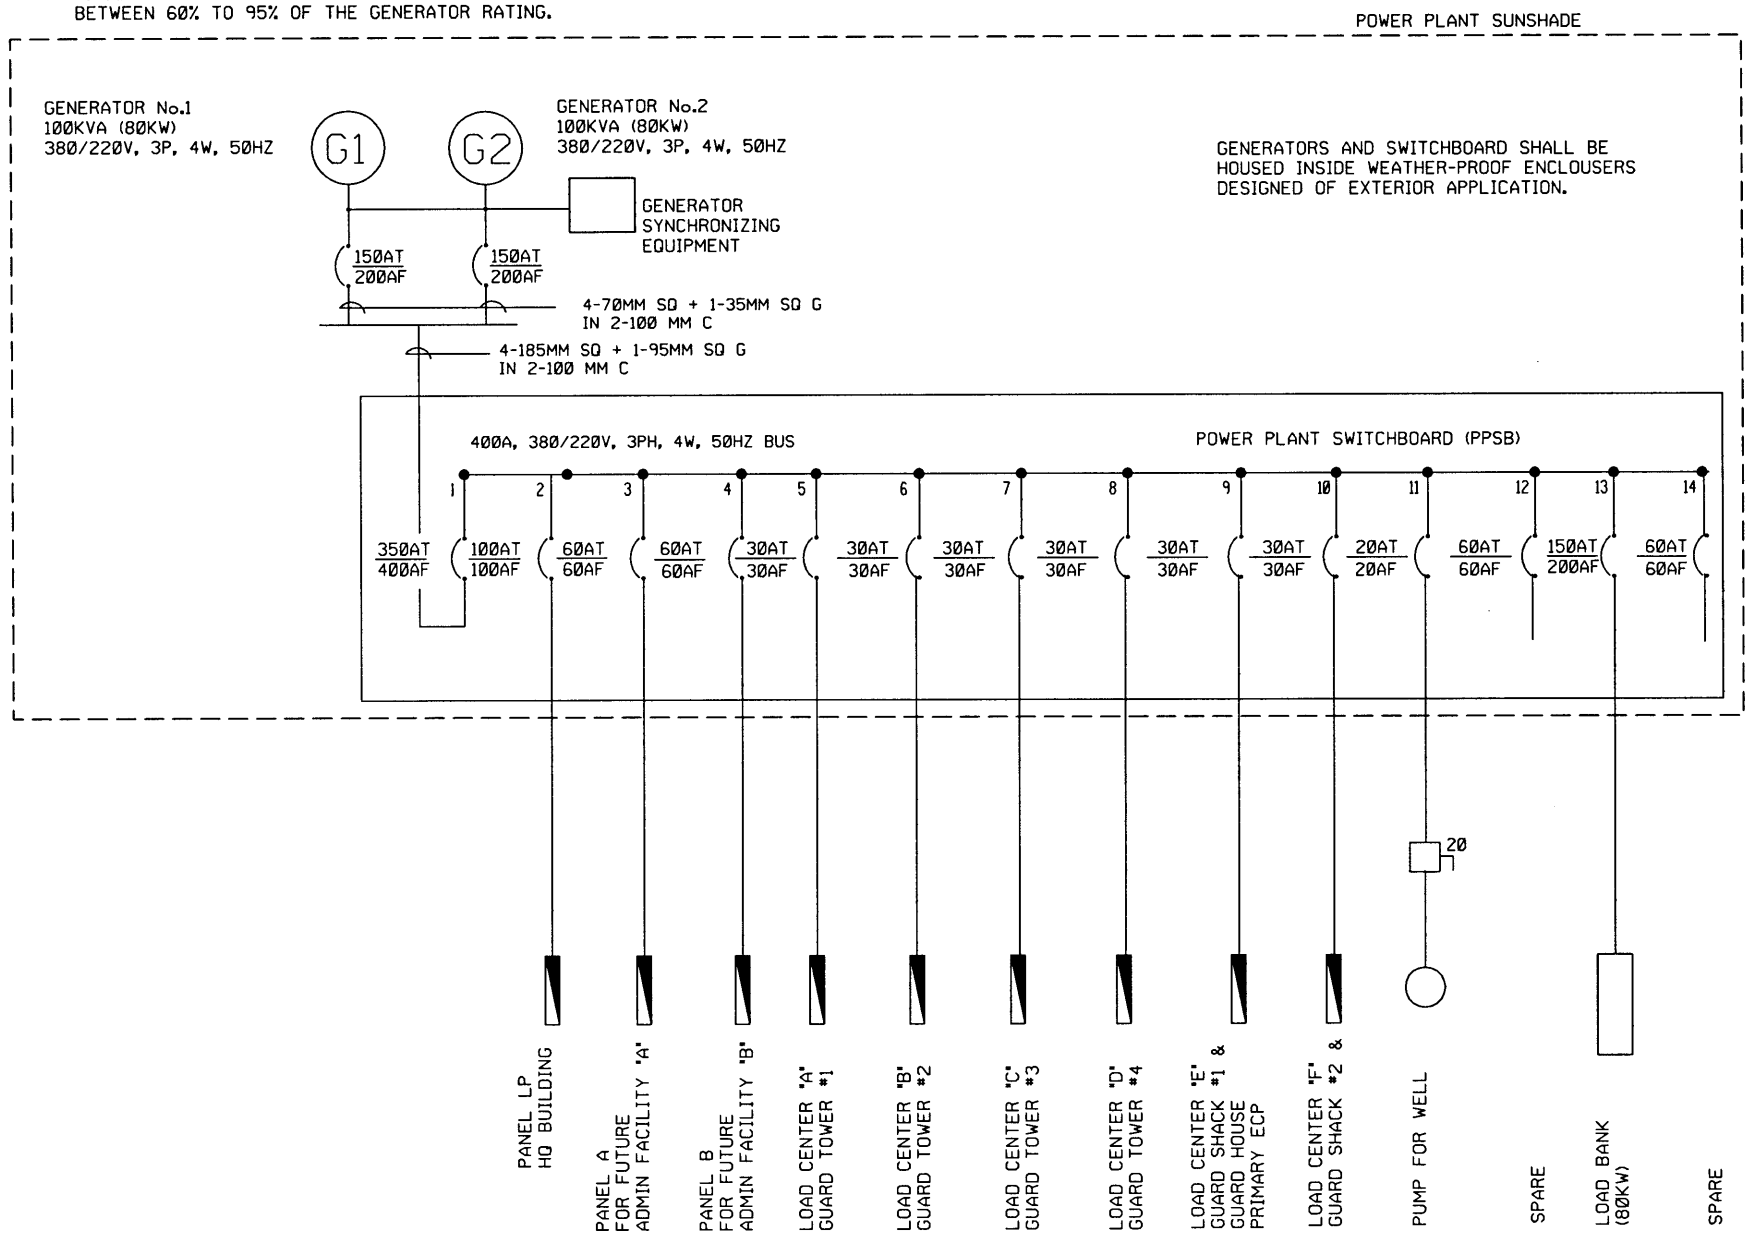 BETWEEN 60% TO 95% OF THE GENERATOR RATING.
POWER PLANT SUNSHADE
GENERATOR No.1
100KVA (80KW)
380/220V, 3P, 4W, 50HZ
G1
G2
GENERATOR No.2
100KVA (80KW)
380/220V, 3P, 4W, 50HZ
GENERATORS AND SWITCHBOARD SHALL BE
HOUSED INSIDE WEATHER-PROOF ENCLOUSERS
DESIGNED OF EXTERIOR APPLICATION.
GENERATOR
SYNCHRONIZING
EQUIPMENT
150AT
200AF
150AT
200AF
4-70MM SQ + 1-35MM SQ G
IN 2-100 MM C
4-185MM SQ + 1-95MM SQ G
IN 2-100 MM C
400A, 380/220V, 3PH, 4W, 50HZ BUS
POWER PLANT SWITCHBOARD (PPSB)
1
2
3
4
5
6
7
8
9
10
11
12
13
14
350AT
400AF
100AT
100AF
60AT
60AF
60AT
60AF
30AT
30AF
30AT
30AF
30AT
30AF
30AT
30AF
30AT
30AF
30AT
30AF
20AT
20AF
60AT
60AF
150AT
200AF
60AT
60AF
20
PANEL LP
HQ BUILDING
PANEL A
FOR FUTURE
ADMIN FACILITY "A"
PANEL B
FOR FUTURE
ADMIN FACILITY "B"
LOAD CENTER "A"
GUARD TOWER #1
LOAD CENTER "B"
GUARD TOWER #2
LOAD CENTER "C"
GUARD TOWER #3
LOAD CENTER "D"
GUARD TOWER #4
LOAD CENTER "E"
GUARD SHACK #1 &
GUARD HOUSE
PRIMARY ECP
LOAD CENTER "F"
GUARD SHACK #2 &
PUMP FOR WELL
SPARE
LOAD BANK
(80KW)
SPARE